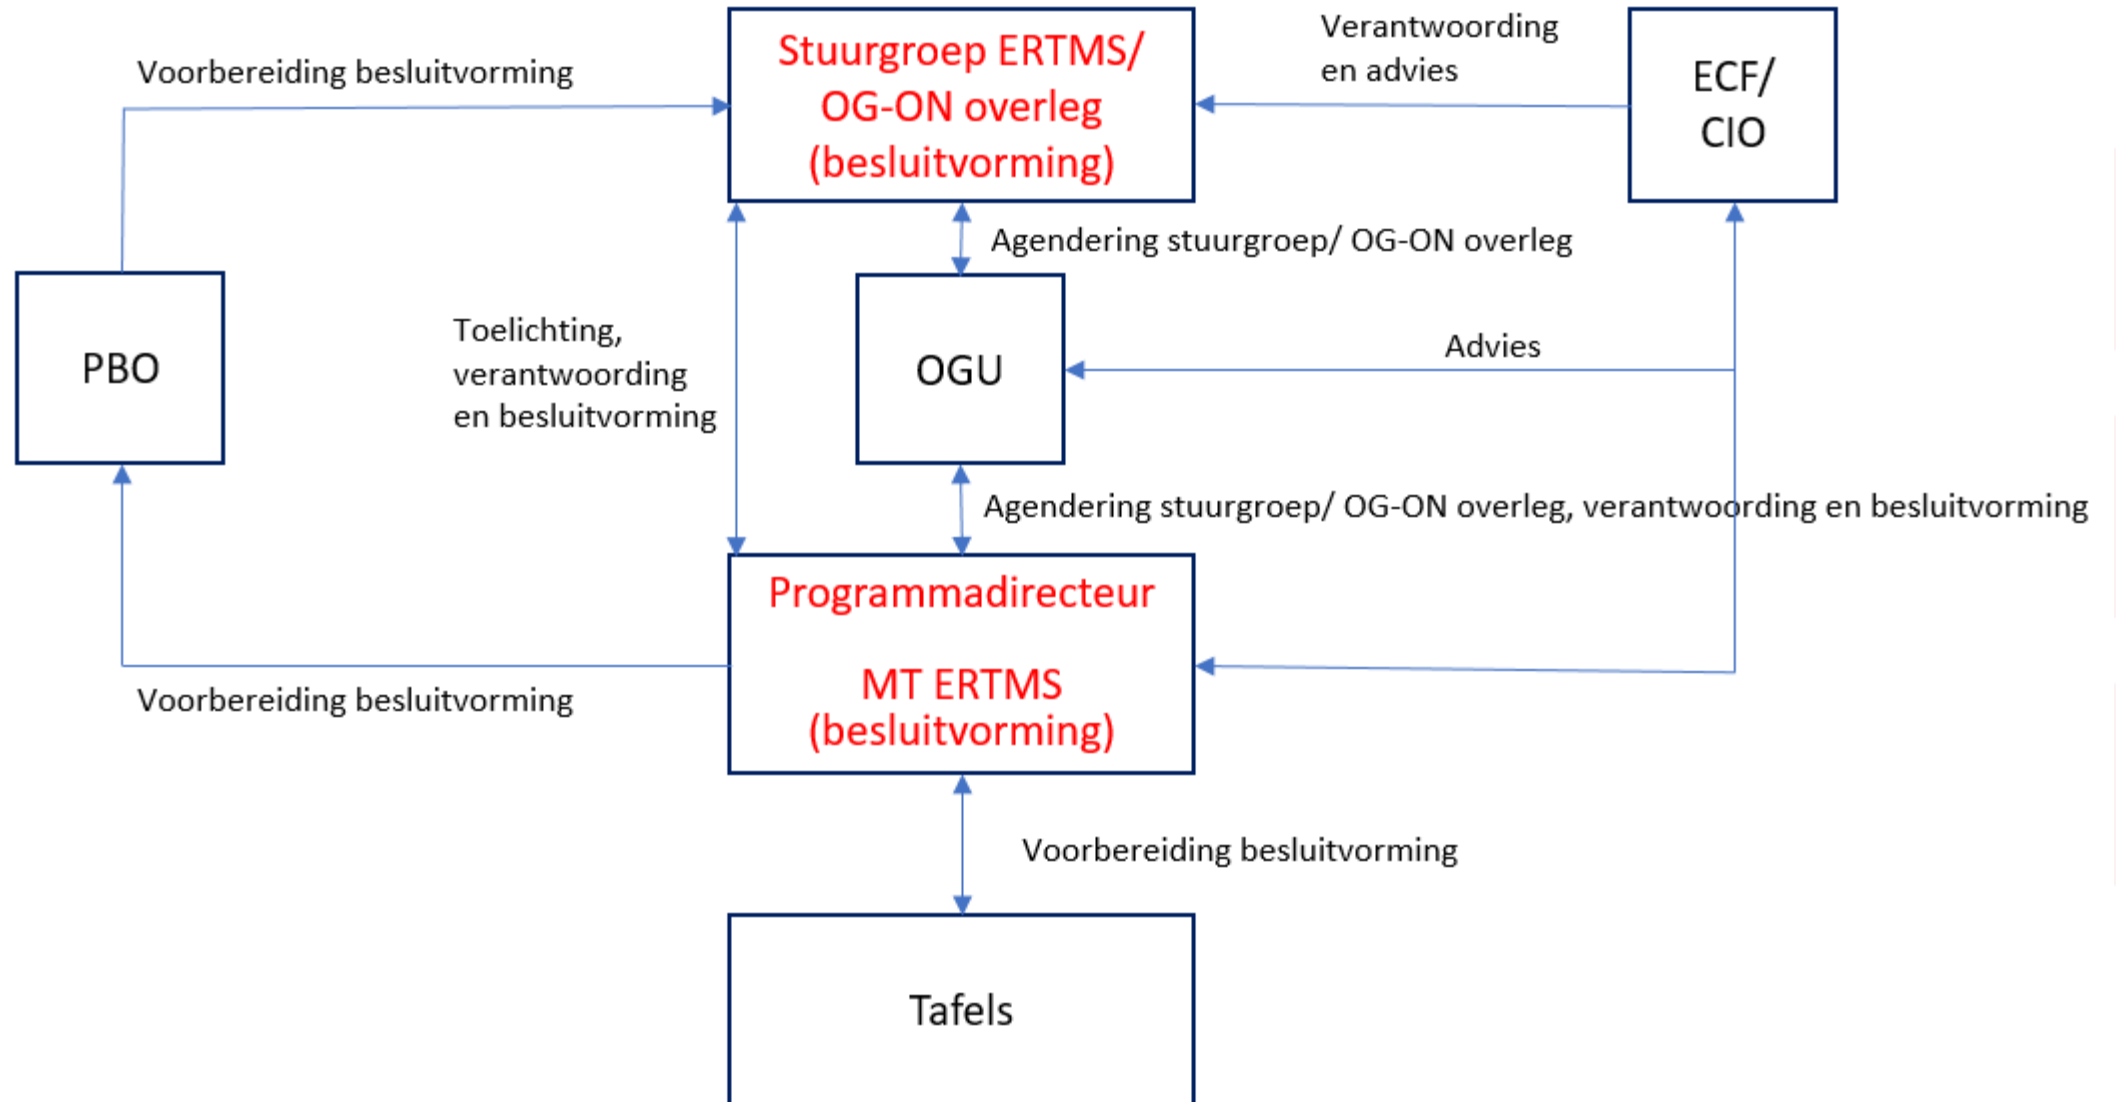 Voorbereiding besluitvorming
Stuurgroep ERTMS/
OG-ON overleg
(besluitvorming)
Verantwoording
en advies
ECF/
CIO
Agendering stuurgroep/ OG-ON overleg
PBO
Toelichting,
verantwoording
en besluitvorming
OGU
Advies
Agendering stuurgroep/ OG-ON overleg, verantwoording en besluitvorming
Programmadirecteur
MT ERTMS
(besluitvorming)
Voorbereiding besluitvorming
Voorbereiding besluitvorming
Tafels